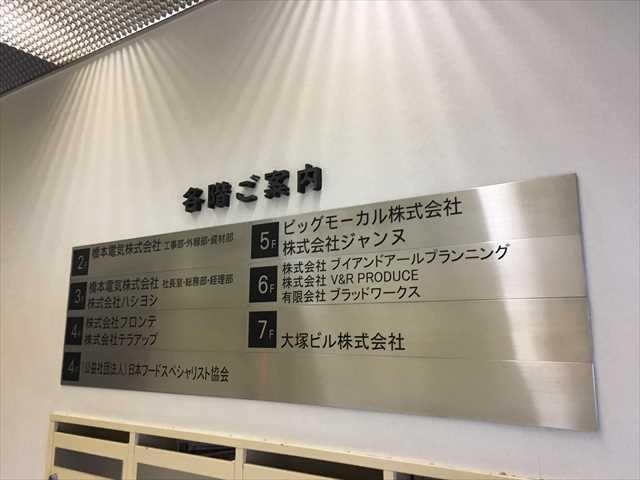 各階ご案内
2F 橋本電気株式会社 工事部・外線部・資材部
3F 橋本電気株式会社 社長室・総務部・経理部
株式会社ハシヨシ
4F 株式会社フロンテ
株式会社テラアップ
4F (公益社団法人)日本フードスペシャリスト協会
5F ビッグモーカル株式会社
株式会社ジャンヌ
6F 株式会社 ブイアンドアールプランニング
株式会社 V&R PRODUCE
有限会社 ブラッドワークス
7F 大塚ビル株式会社